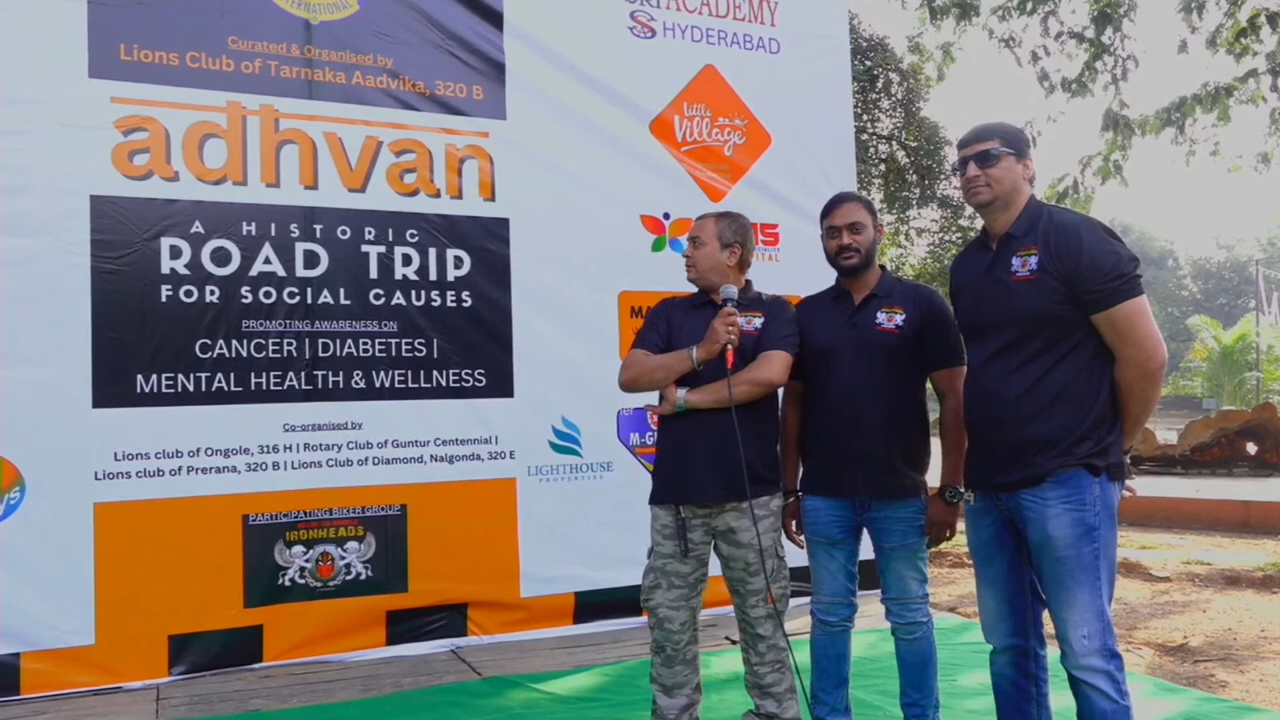 INTERNATIONAL
Curated & Organised by
Lions Club of Tarnaka Aadvika, 320 B
adhvan
A HISTORIC
ROAD TRIP
FOR SOCIAL CAUSES
PROMOTING AWARENESS ON
CANCER | DIABETES |
MENTAL HEALTH & WELLNESS
Co-organised by
Lions club of Ongole, 316 H | Rotary Club of Guntur Centennial |
Lions club of Prerana, 320 B | Lions Club of Diamond, Nalgonda, 320 E
PARTICIPATING BIKER GROUP
IRONHEADS
ACADEMY
HYDERABAD
little
Village
LIGHTHOUSE
PROPERTIES